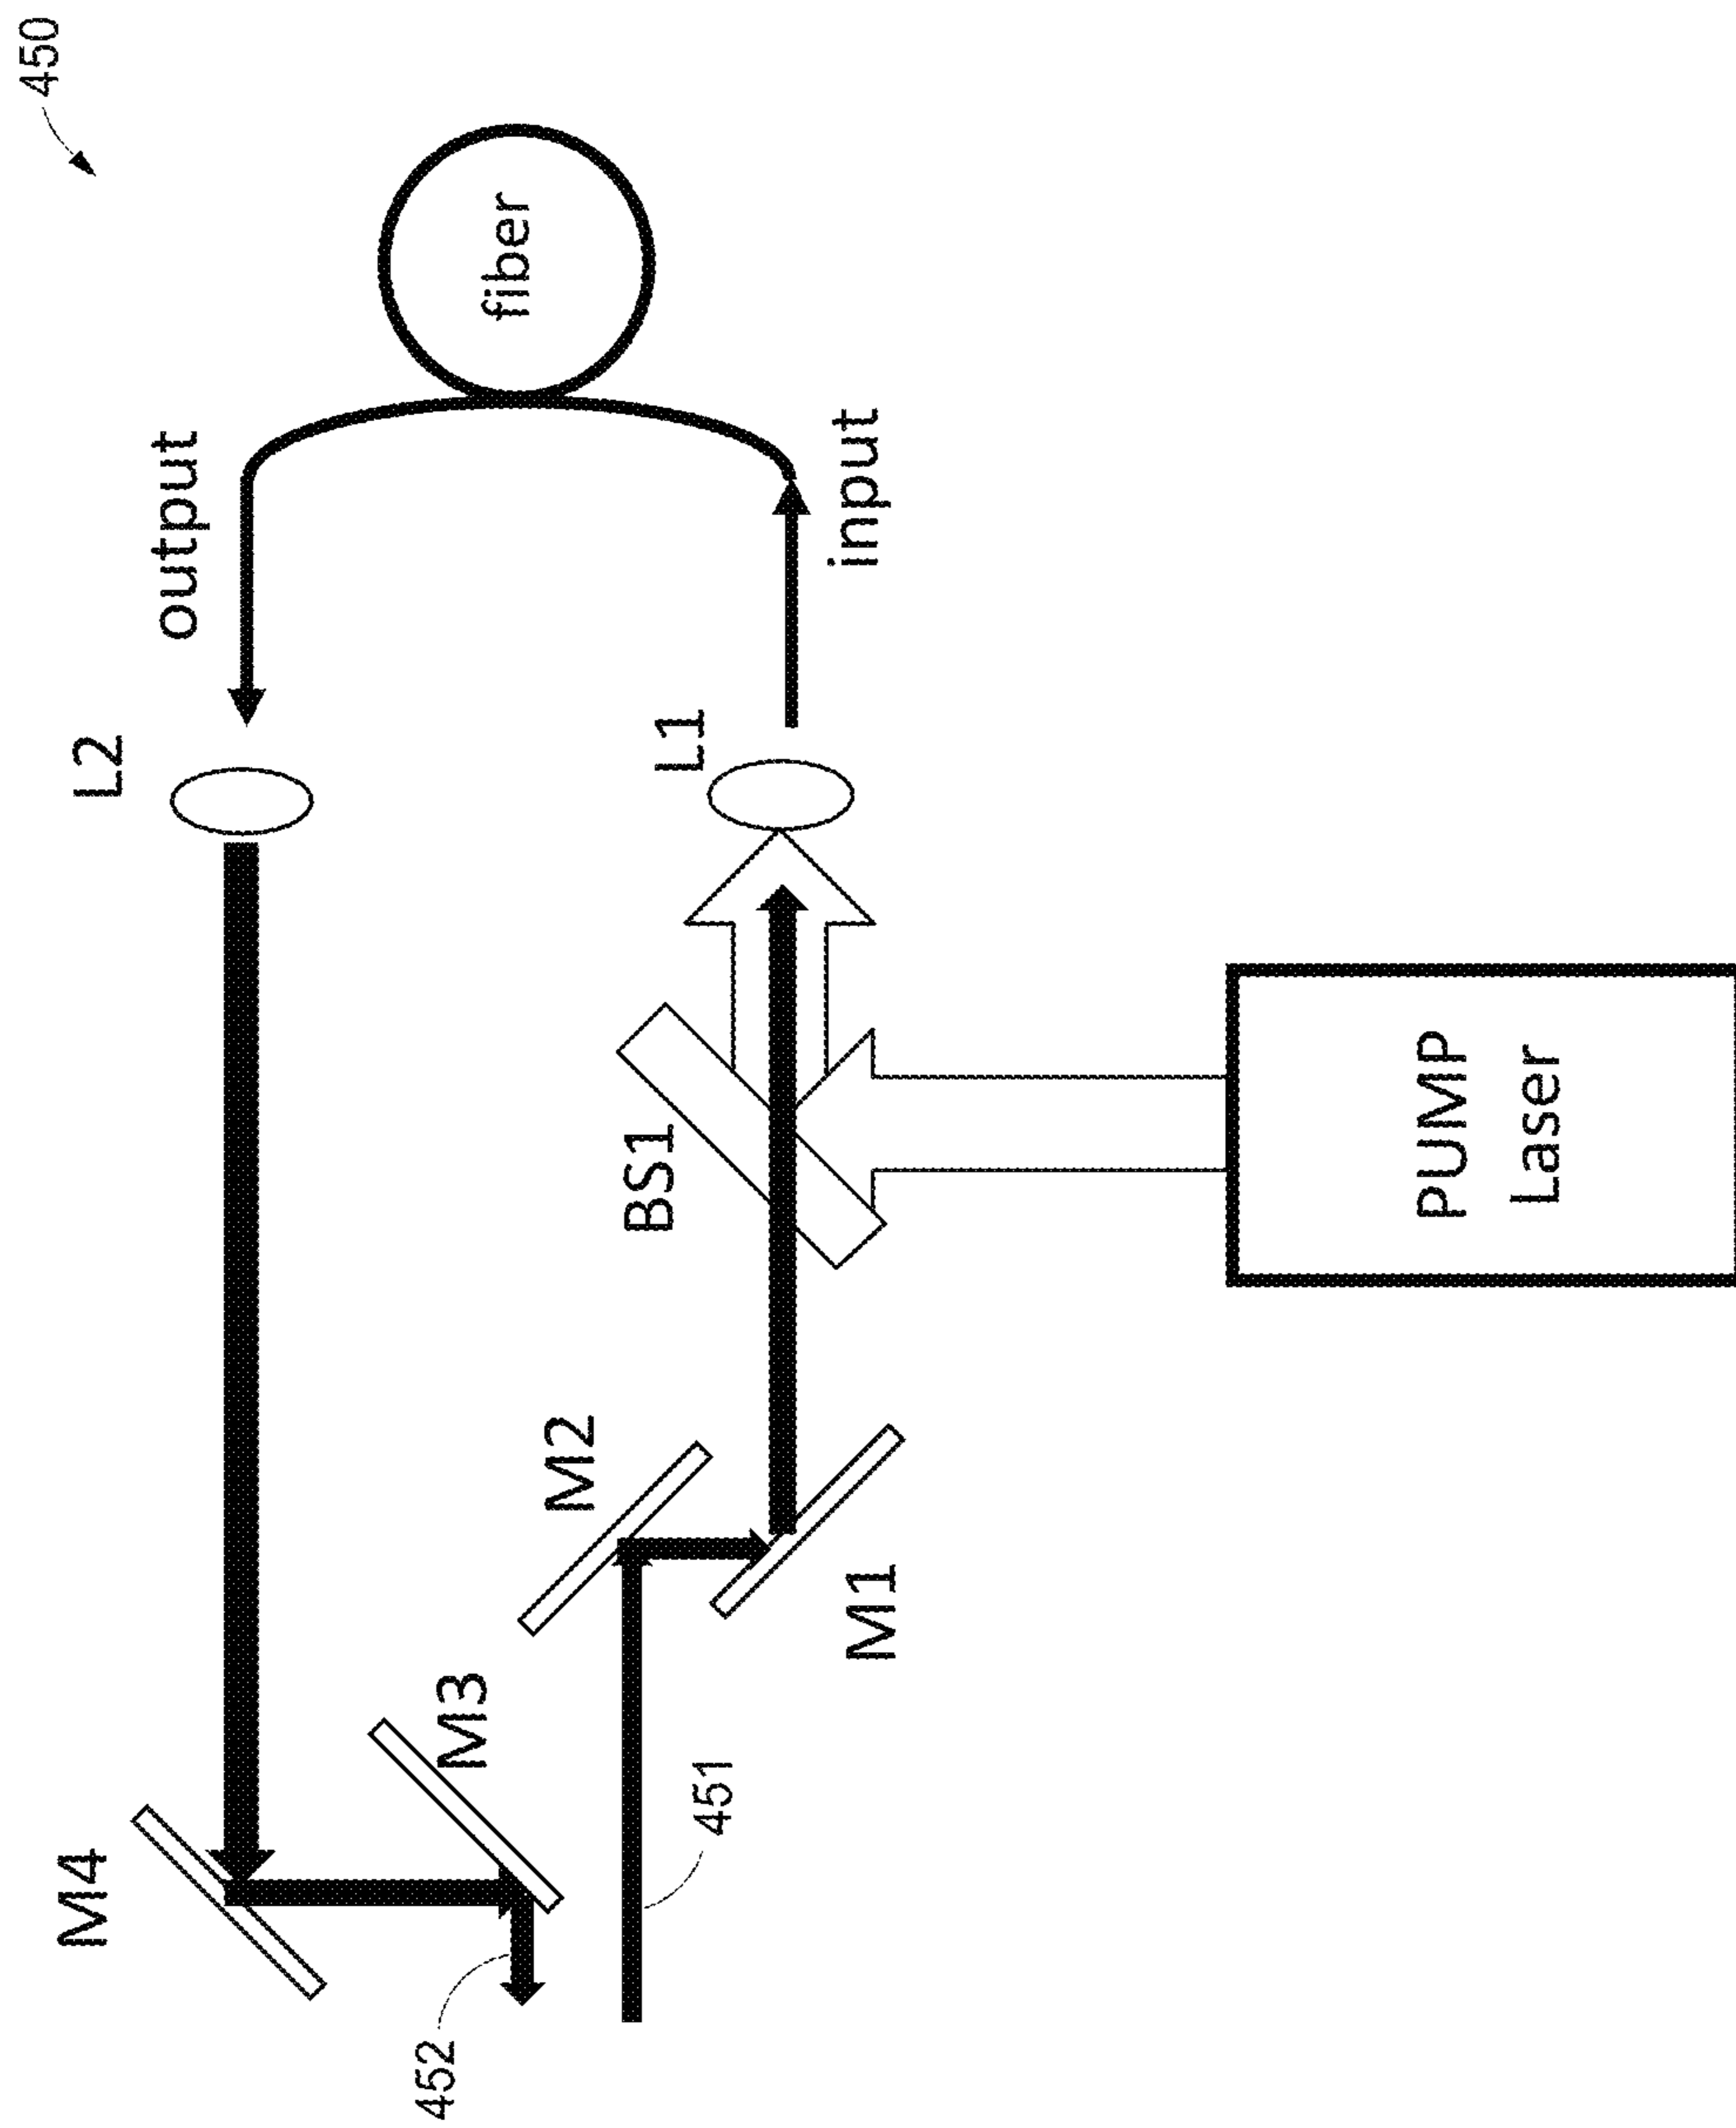 450
fiber
output
input
L2
L1
BS1
PUMP
Laser
M2
M1
M3
M4
451
452